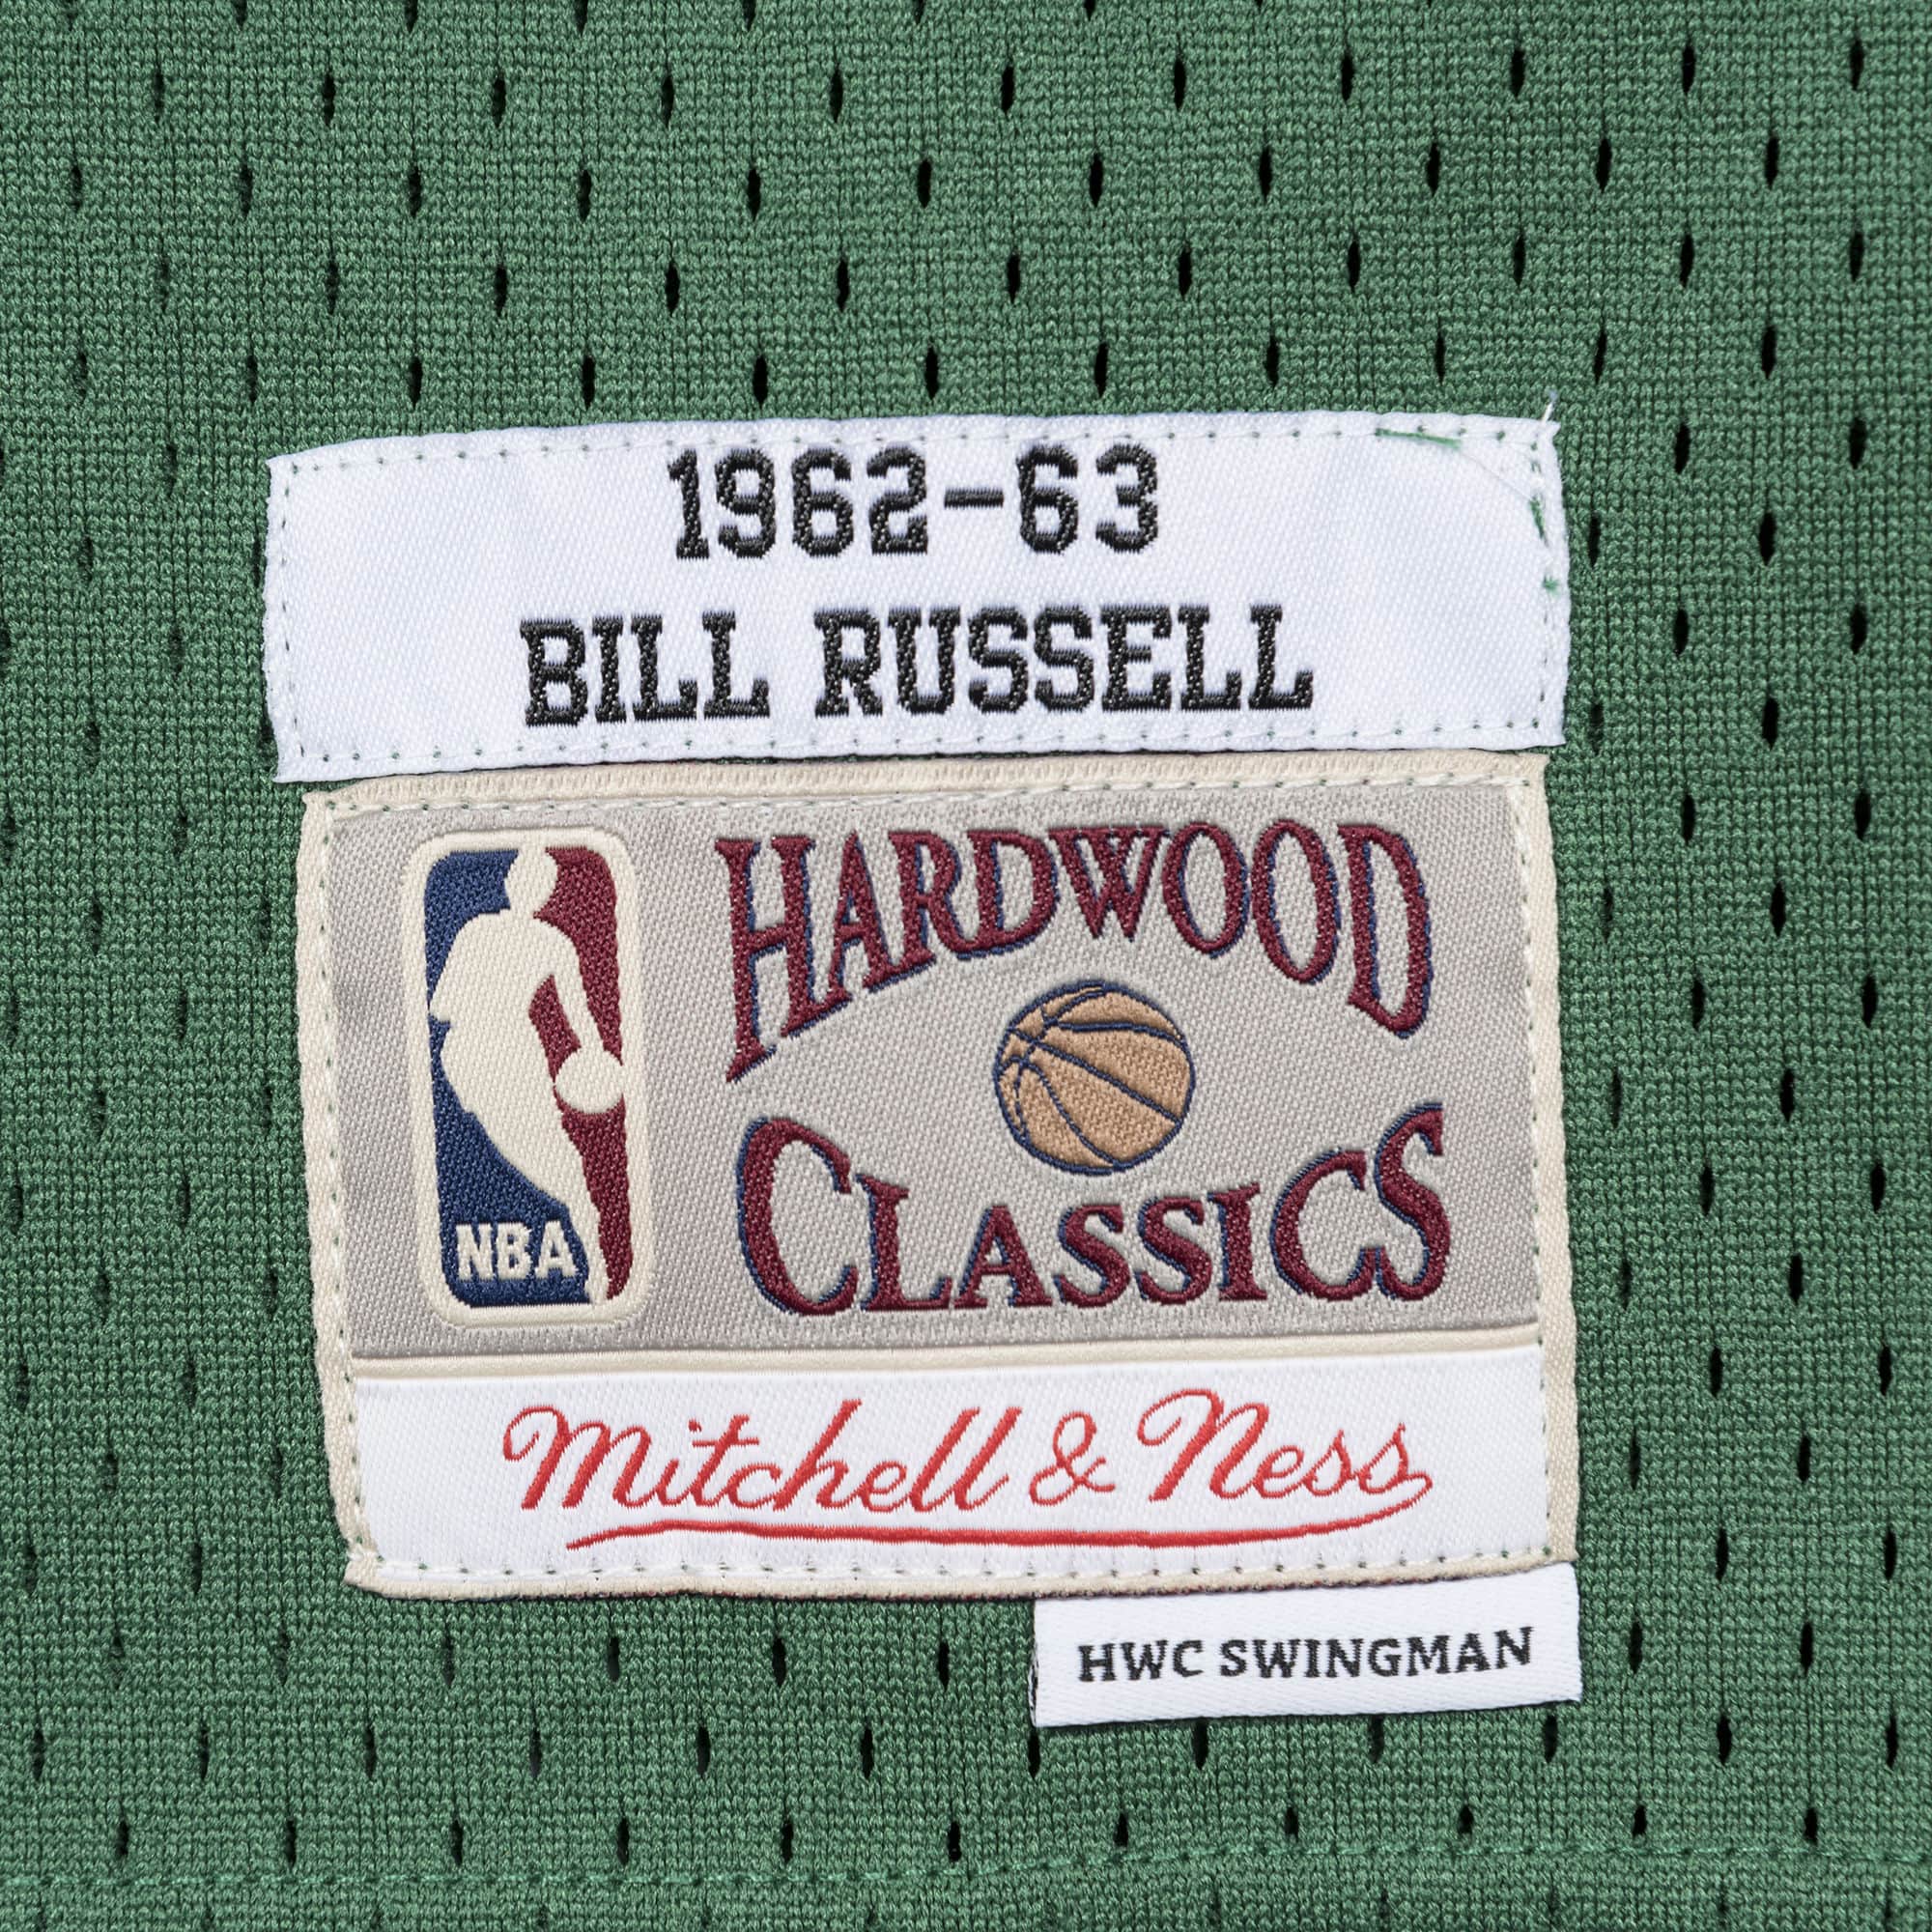 1962-63
BILL RUSSELL
HARDWOOD
CLASSICS
NBA
Mitchell & Ness
HWC SWINGMAN